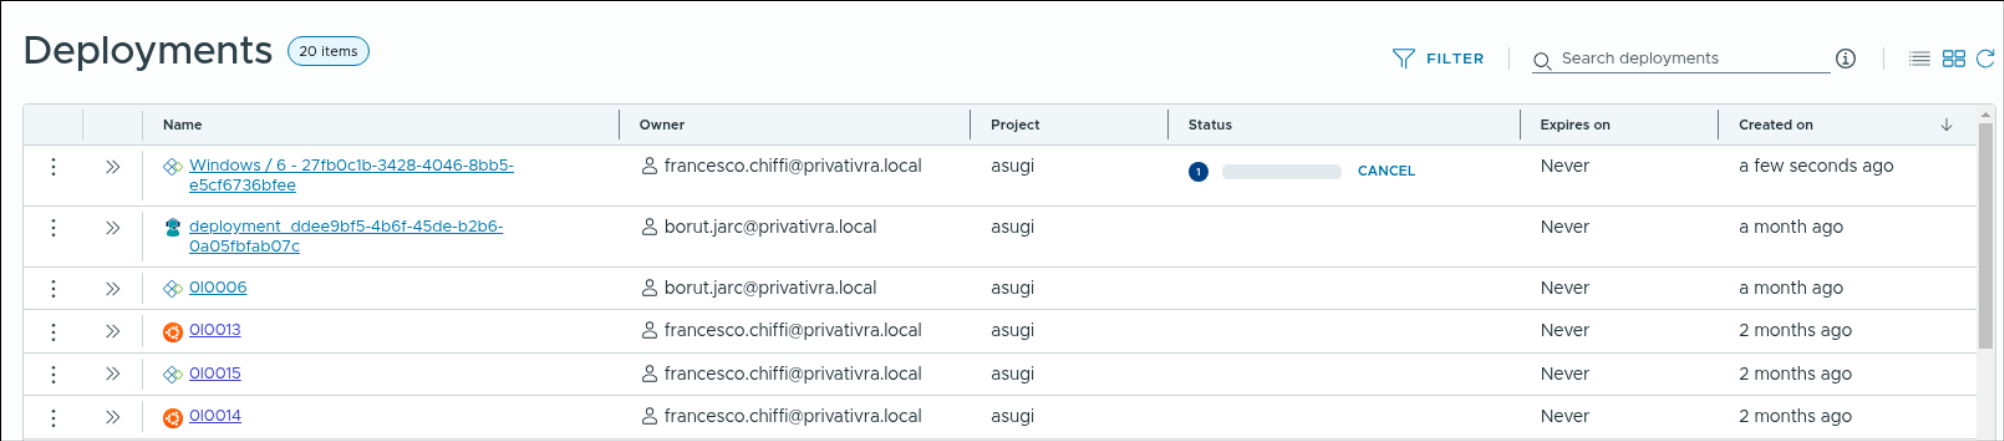 Deployments 20 items
FILTER Search deployments
Name Owner Project Status Expires on Created on
Windows / 6 - 27fb0c1b-3428-4046-8bb5- francesco.chiffi@privativra.local asugi 1 CANCEL Never a few seconds ago
e5cf6736bfee
deployment_ddee9bf5-4b6f-45de-b2b6- borut.jarc@privativra.local asugi Never a month ago
0a05fbfab07c
0I0006 borut.jarc@privativra.local asugi Never a month ago
0I0013 francesco.chiffi@privativra.local asugi Never 2 months ago
0I0015 francesco.chiffi@privativra.local asugi Never 2 months ago
0I0014 francesco.chiffi@privativra.local asugi Never 2 months ago